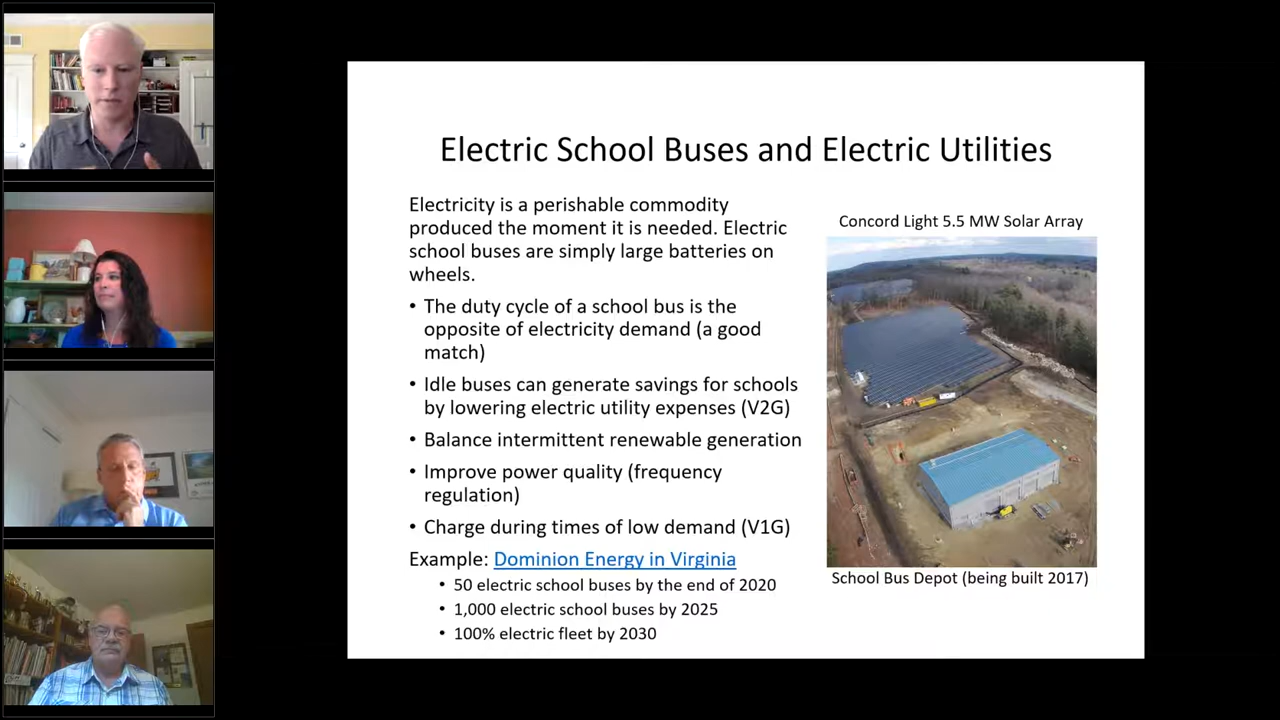 Electric School Buses and Electric Utilities
Electricity is a perishable commodity
produced the moment it is needed. Electric
school buses are simply large batteries on
wheels.
• The duty cycle of a school bus is the
opposite of electricity demand (a good
match)
• Idle buses can generate savings for schools
by lowering electric utility expenses (V2G)
• Balance intermittent renewable generation
• Improve power quality (frequency
regulation)
• Charge during times of low demand (V1G)
Example: Dominion Energy in Virginia
• 50 electric school buses by the end of 2020
• 1,000 electric school buses by 2025
• 100% electric fleet by 2030
Concord Light 5.5 MW Solar Array
School Bus Depot (being built 2017)